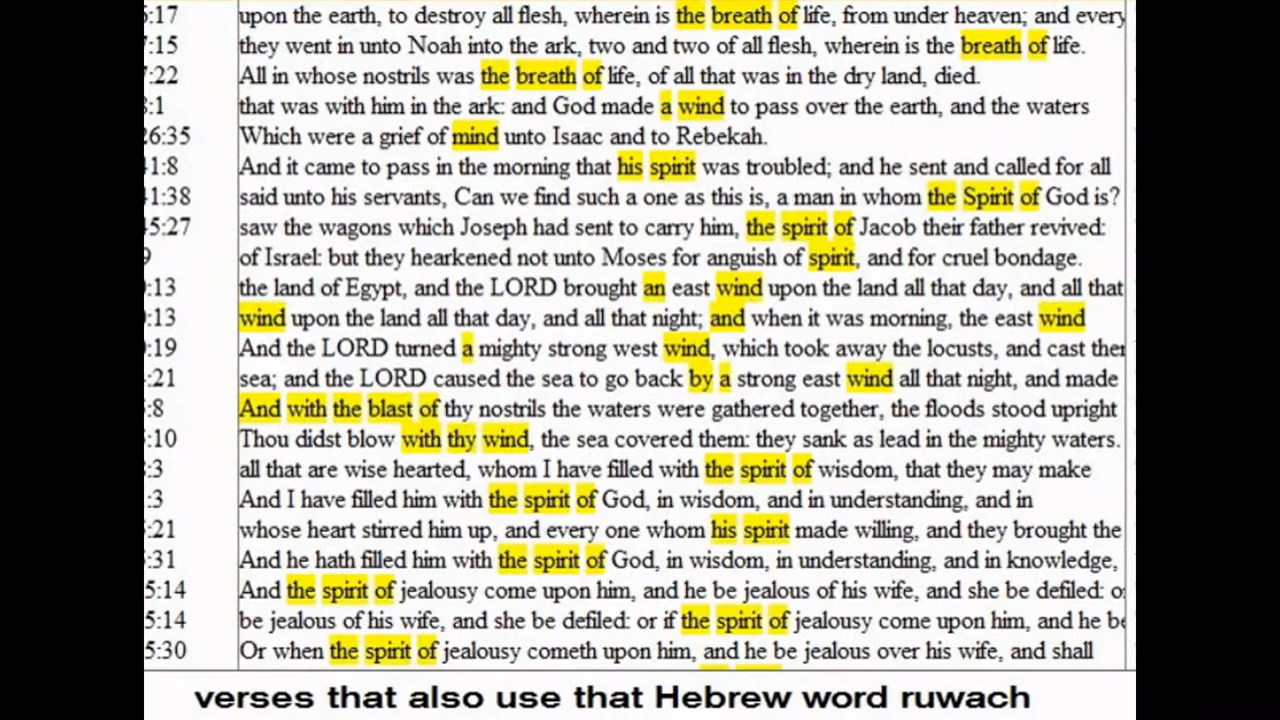 5:17 upon the earth, to destroy all flesh, wherein is the breath of life, from under heaven; and every
7:15 they went in unto Noah into the ark, two and two of all flesh, wherein is the breath of life.
7:22 All in whose nostrils was the breath of life, of all that was in the dry land, died.
8:1 that was with him in the ark: and God made a wind to pass over the earth, and the waters
26:35 Which were a grief of mind unto Isaac and to Rebekah.
41:8 And it came to pass in the morning that his spirit was troubled; and he sent and called for all
41:38 said unto his servants, Can we find such a one as this is, a man in whom the Spirit of God is?
45:27 saw the wagons which Joseph had sent to carry him, the spirit of Jacob their father revived:
9 of Israel: but they hearkened not unto Moses for anguish of spirit, and for cruel bondage.
:13 the land of Egypt, and the LORD brought an east wind upon the land all that day, and all that
:13 wind upon the land all that day, and all that night; and when it was morning, the east wind
:19 And the LORD turned a mighty strong west wind, which took away the locusts, and cast ther
:21 sea; and the LORD caused the sea to go back by a strong east wind all that night, and made
:8 And with the blast of thy nostrils the waters were gathered together, the floods stood upright
:10 Thou didst blow with thy wind, the sea covered them: they sank as lead in the mighty waters.
:3 all that are wise hearted, whom I have filled with the spirit of wisdom, that they may make
:3 And I have filled him with the spirit of God, in wisdom, and in understanding, and in
:21 whose heart stirred him up, and every one whom his spirit made willing, and they brought the
:31 And he hath filled him with the spirit of God, in wisdom, in understanding, and in knowledge,
5:14 And the spirit of jealousy come upon him, and he be jealous of his wife, and she be defiled: o
5:14 be jealous of his wife, and she be defiled: or if the spirit of jealousy come upon him, and he be
5:30 Or when the spirit of jealousy cometh upon him, and he be jealous over his wife, and shall
verses that also use that Hebrew word ruwach